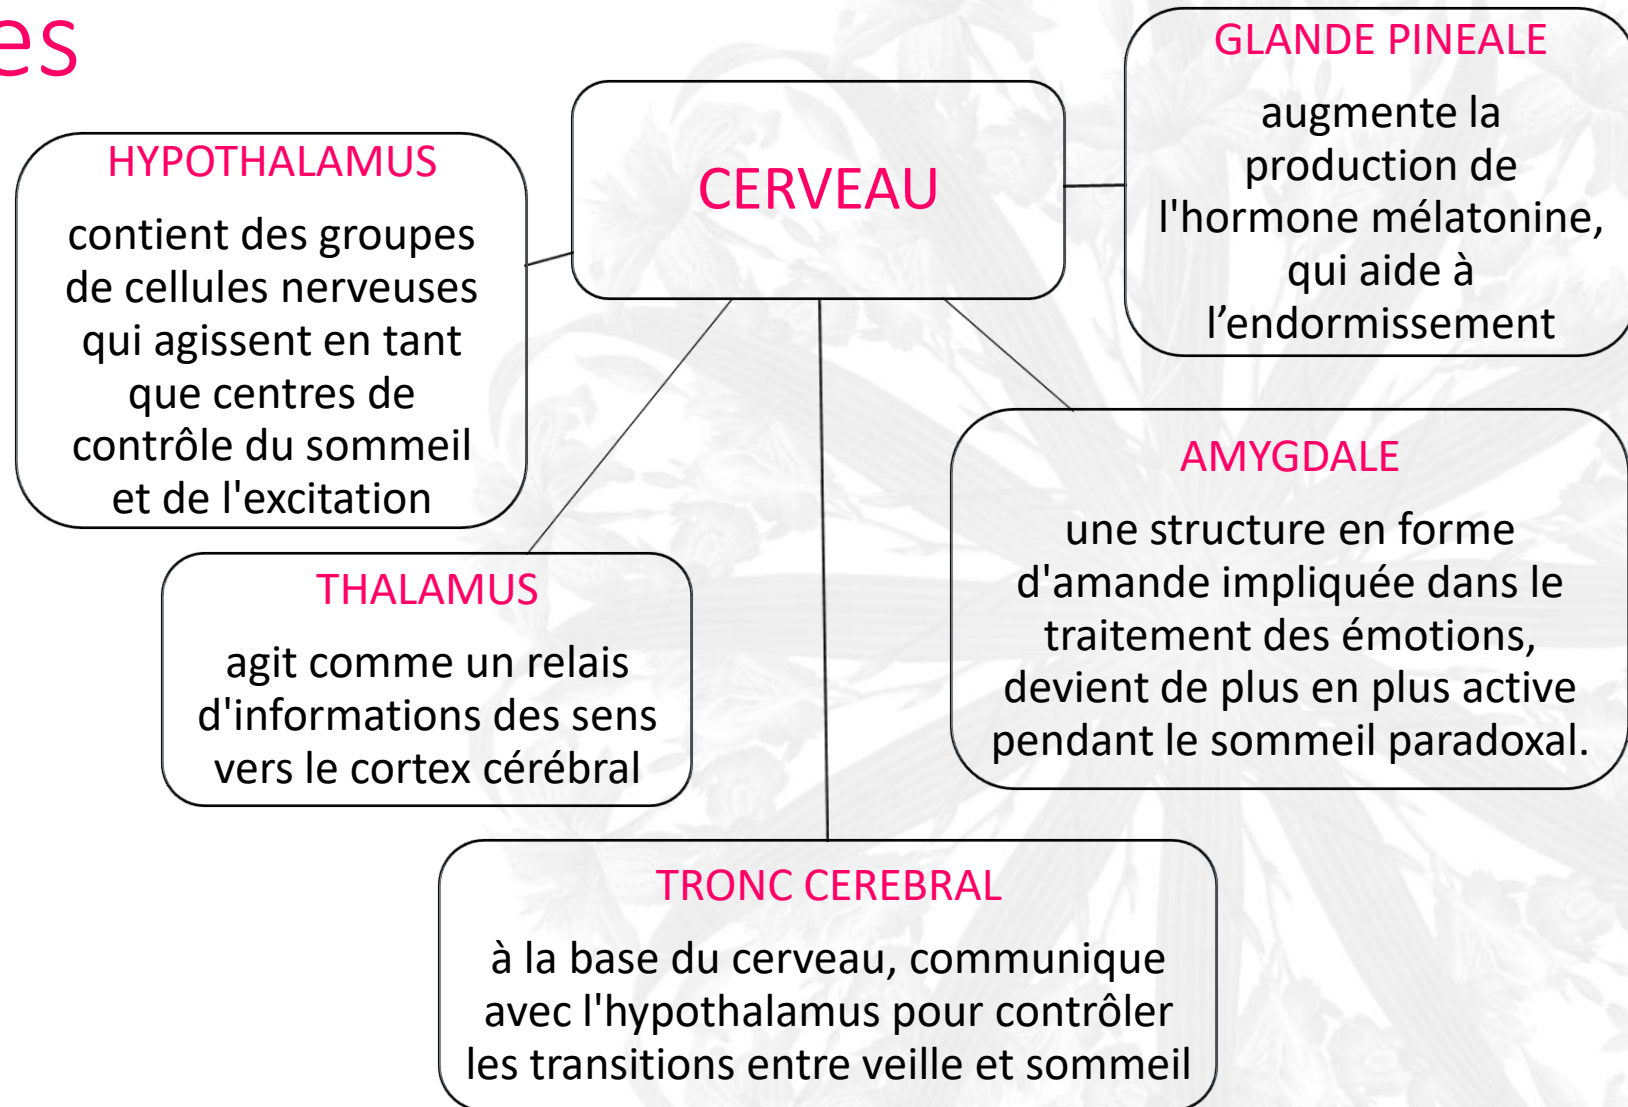 es
CERVEAU
HYPOTHALAMUS
contient des groupes
de cellules nerveuses
qui agissent en tant
que centres de
contrôle du sommeil
et de l'excitation
GLANDE PINEALE
augmente la
production de
l'hormone mélatonine,
qui aide à
l’endormissement
THALAMUS
agit comme un relais
d'informations des sens
vers le cortex cérébral
AMYGDALE
une structure en forme
d'amande impliquée dans le
traitement des émotions,
devient de plus en plus active
pendant le sommeil paradoxal.
TRONC CEREBRAL
à la base du cerveau, communique
avec l'hypothalamus pour contrôler
les transitions entre veille et sommeil